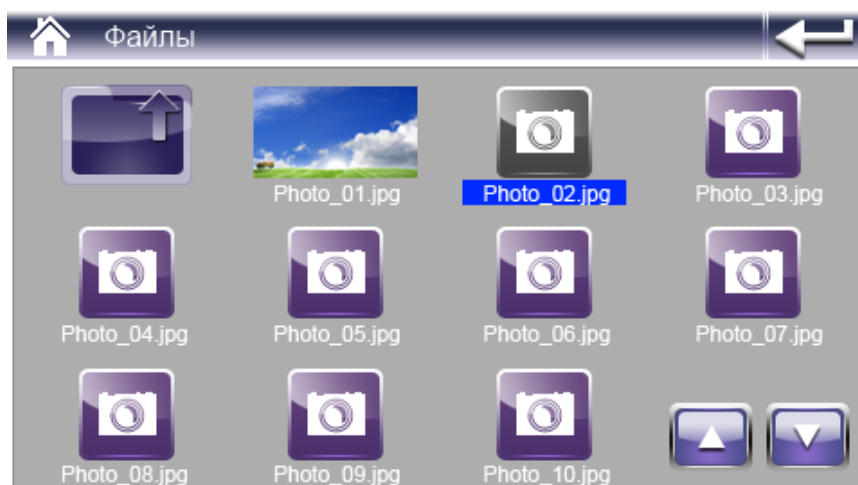 Файлы
Photo_01.jpg
Photo_02.jpg
Photo_03.jpg
Photo_04.jpg
Photo_05.jpg
Photo_06.jpg
Photo_07.jpg
Photo_08.jpg
Photo_09.jpg
Photo_10.jpg